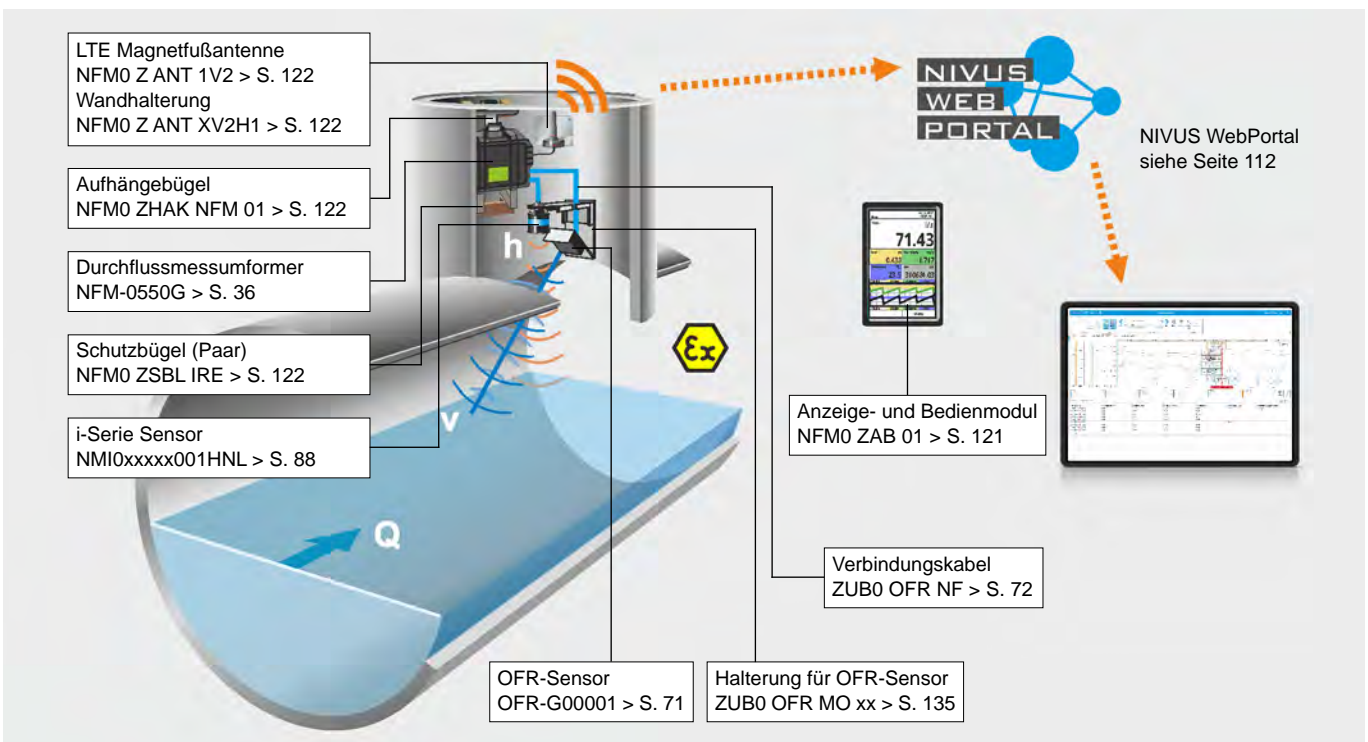 LTE Magnetfußantenne
NFM0 Z ANT 1V2 > S. 122
Wandhalterung
NFM0 Z ANT XV2H1 > S. 122
Aufhängebügel
NFM0 ZHAK NFM 01 > S. 122
Durchflussmessumformer
NFM-0550G > S. 36
Schutzbügel (Paar)
NFM0 ZSBL IRE > S. 122
i-Serie Sensor
NMI0xxxxx001HNL > S. 88
h
v
Q
Ex
NIVUS
WEB
PORTAL
NIVUS WebPortal
siehe Seite 112
71.43
Anzeige- und Bedienmodul
NFM0 ZAB 01 > S. 121
Verbindungskabel
ZUB0 OFR NF > S. 72
OFR-Sensor
OFR-G00001 > S. 71
Halterung für OFR-Sensor
ZUB0 OFR MO xx > S. 135